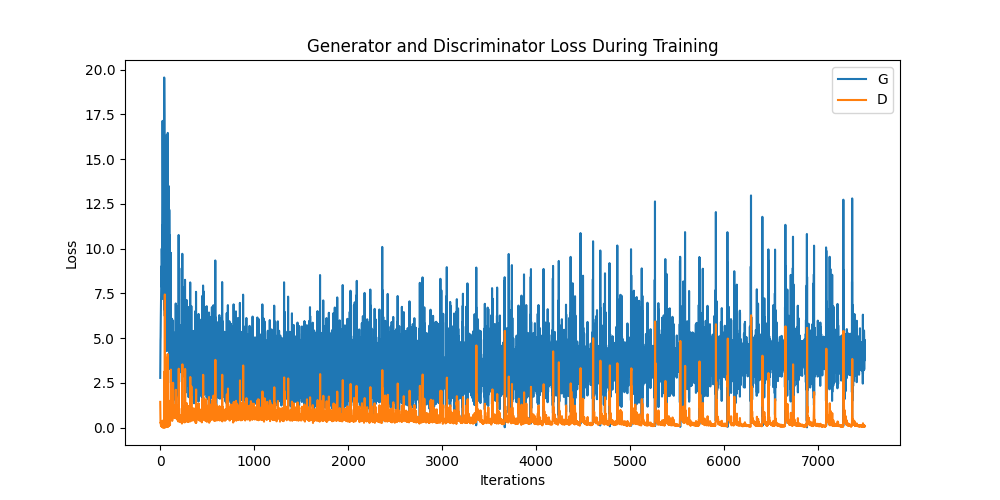 Generator and Discriminator Loss During Training
G
D
20.0
17.5
15.0
12.5
10.0
7.5
5.0
2.5
0.0
Loss
0 1000 2000 3000 4000 5000 6000 7000
Iterations